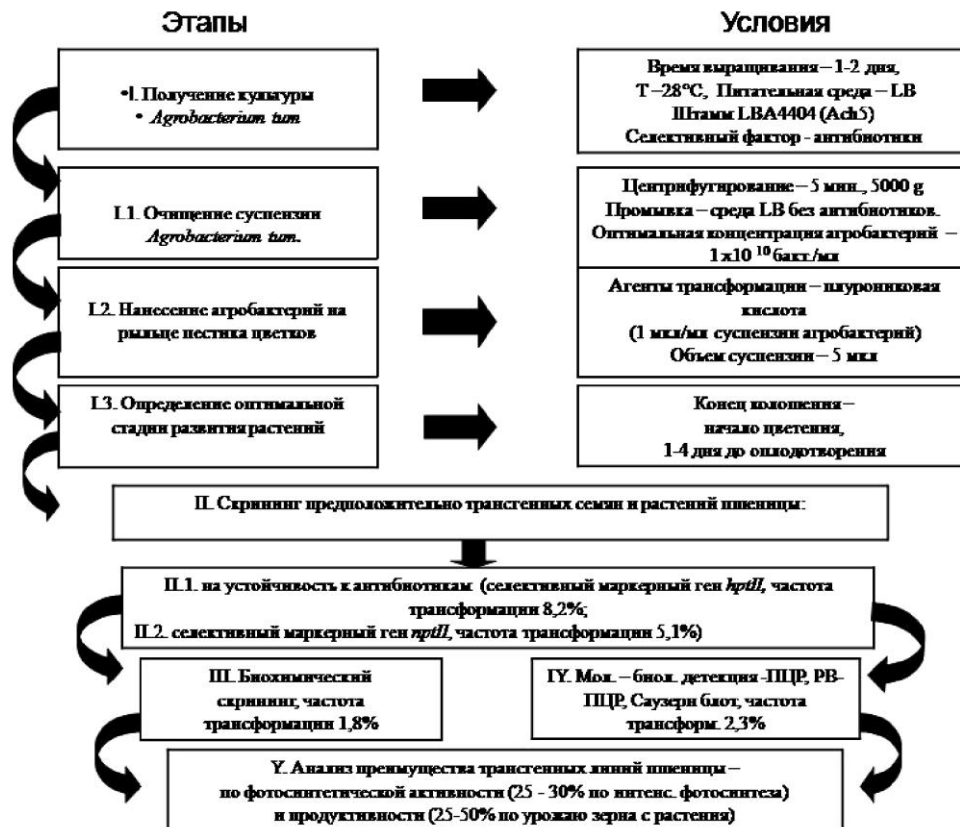 Этапы
Условия
•I. Получение культуры
• Agrobacterium tum
Время выращивания – 1-2 дня,
Т –28°С, Питательная среда – LB
Штамм LBA4404 (Ach5)
Селективный фактор - антибиотики
I.1. Очищение суспензии
Agrobacterium tum.
Центрифугирование – 5 мин., 5000 g
Промывка – среда LB без антибиотиков.
Оптимальная концентрация агробактерий –
1 x10 10 бакт./мл
I.2. Нанесение агробактерий на
рыльце пестика цветков
Агенты трансформации – плурониковая
кислота
(1 мкл/мл суспензии агробактерий)
Объем суспензии – 5 мкл
I.3. Определение оптимальной
стадии развития растений
Конец колошения –
начало цветения,
1-4 дня до оплодотворения
II. Скрининг предположительно трансгенных семян и растений пшеницы:
II.1. на устойчивость к антибиотикам (селективный маркерный ген hptII, частота
трансформации 8,2%;
II.2. селективный маркерный ген nptII, частота трансформации 5,1%)
III. Биохимический
скрининг, частота
трансформации 1,8%
IY. Мол. – биол. детекция -ПЦР, РВ-
ПЦР, Саузерн блот, частота
трансформ. 2,3%
Y. Анализ преимущества трансгенных линий пшеницы –
по фотосинтетической активности (25 - 30% по интенс. фотосинтеза)
и продуктивности (25-50% по урожаю зерна с растения)